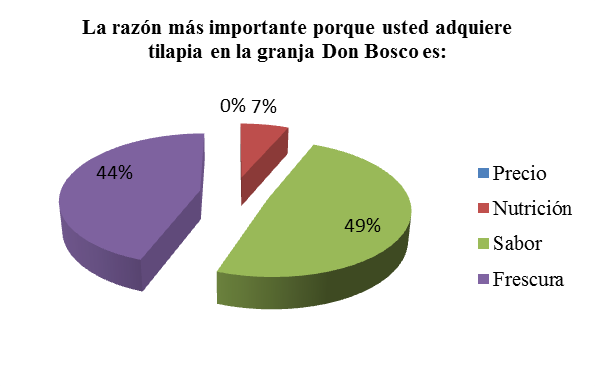 La razón más importante porque usted adquiere
tilapia en la granja Don Bosco es:
0% 7%
44%
49%
Precio
Nutrición
Sabor
Frescura